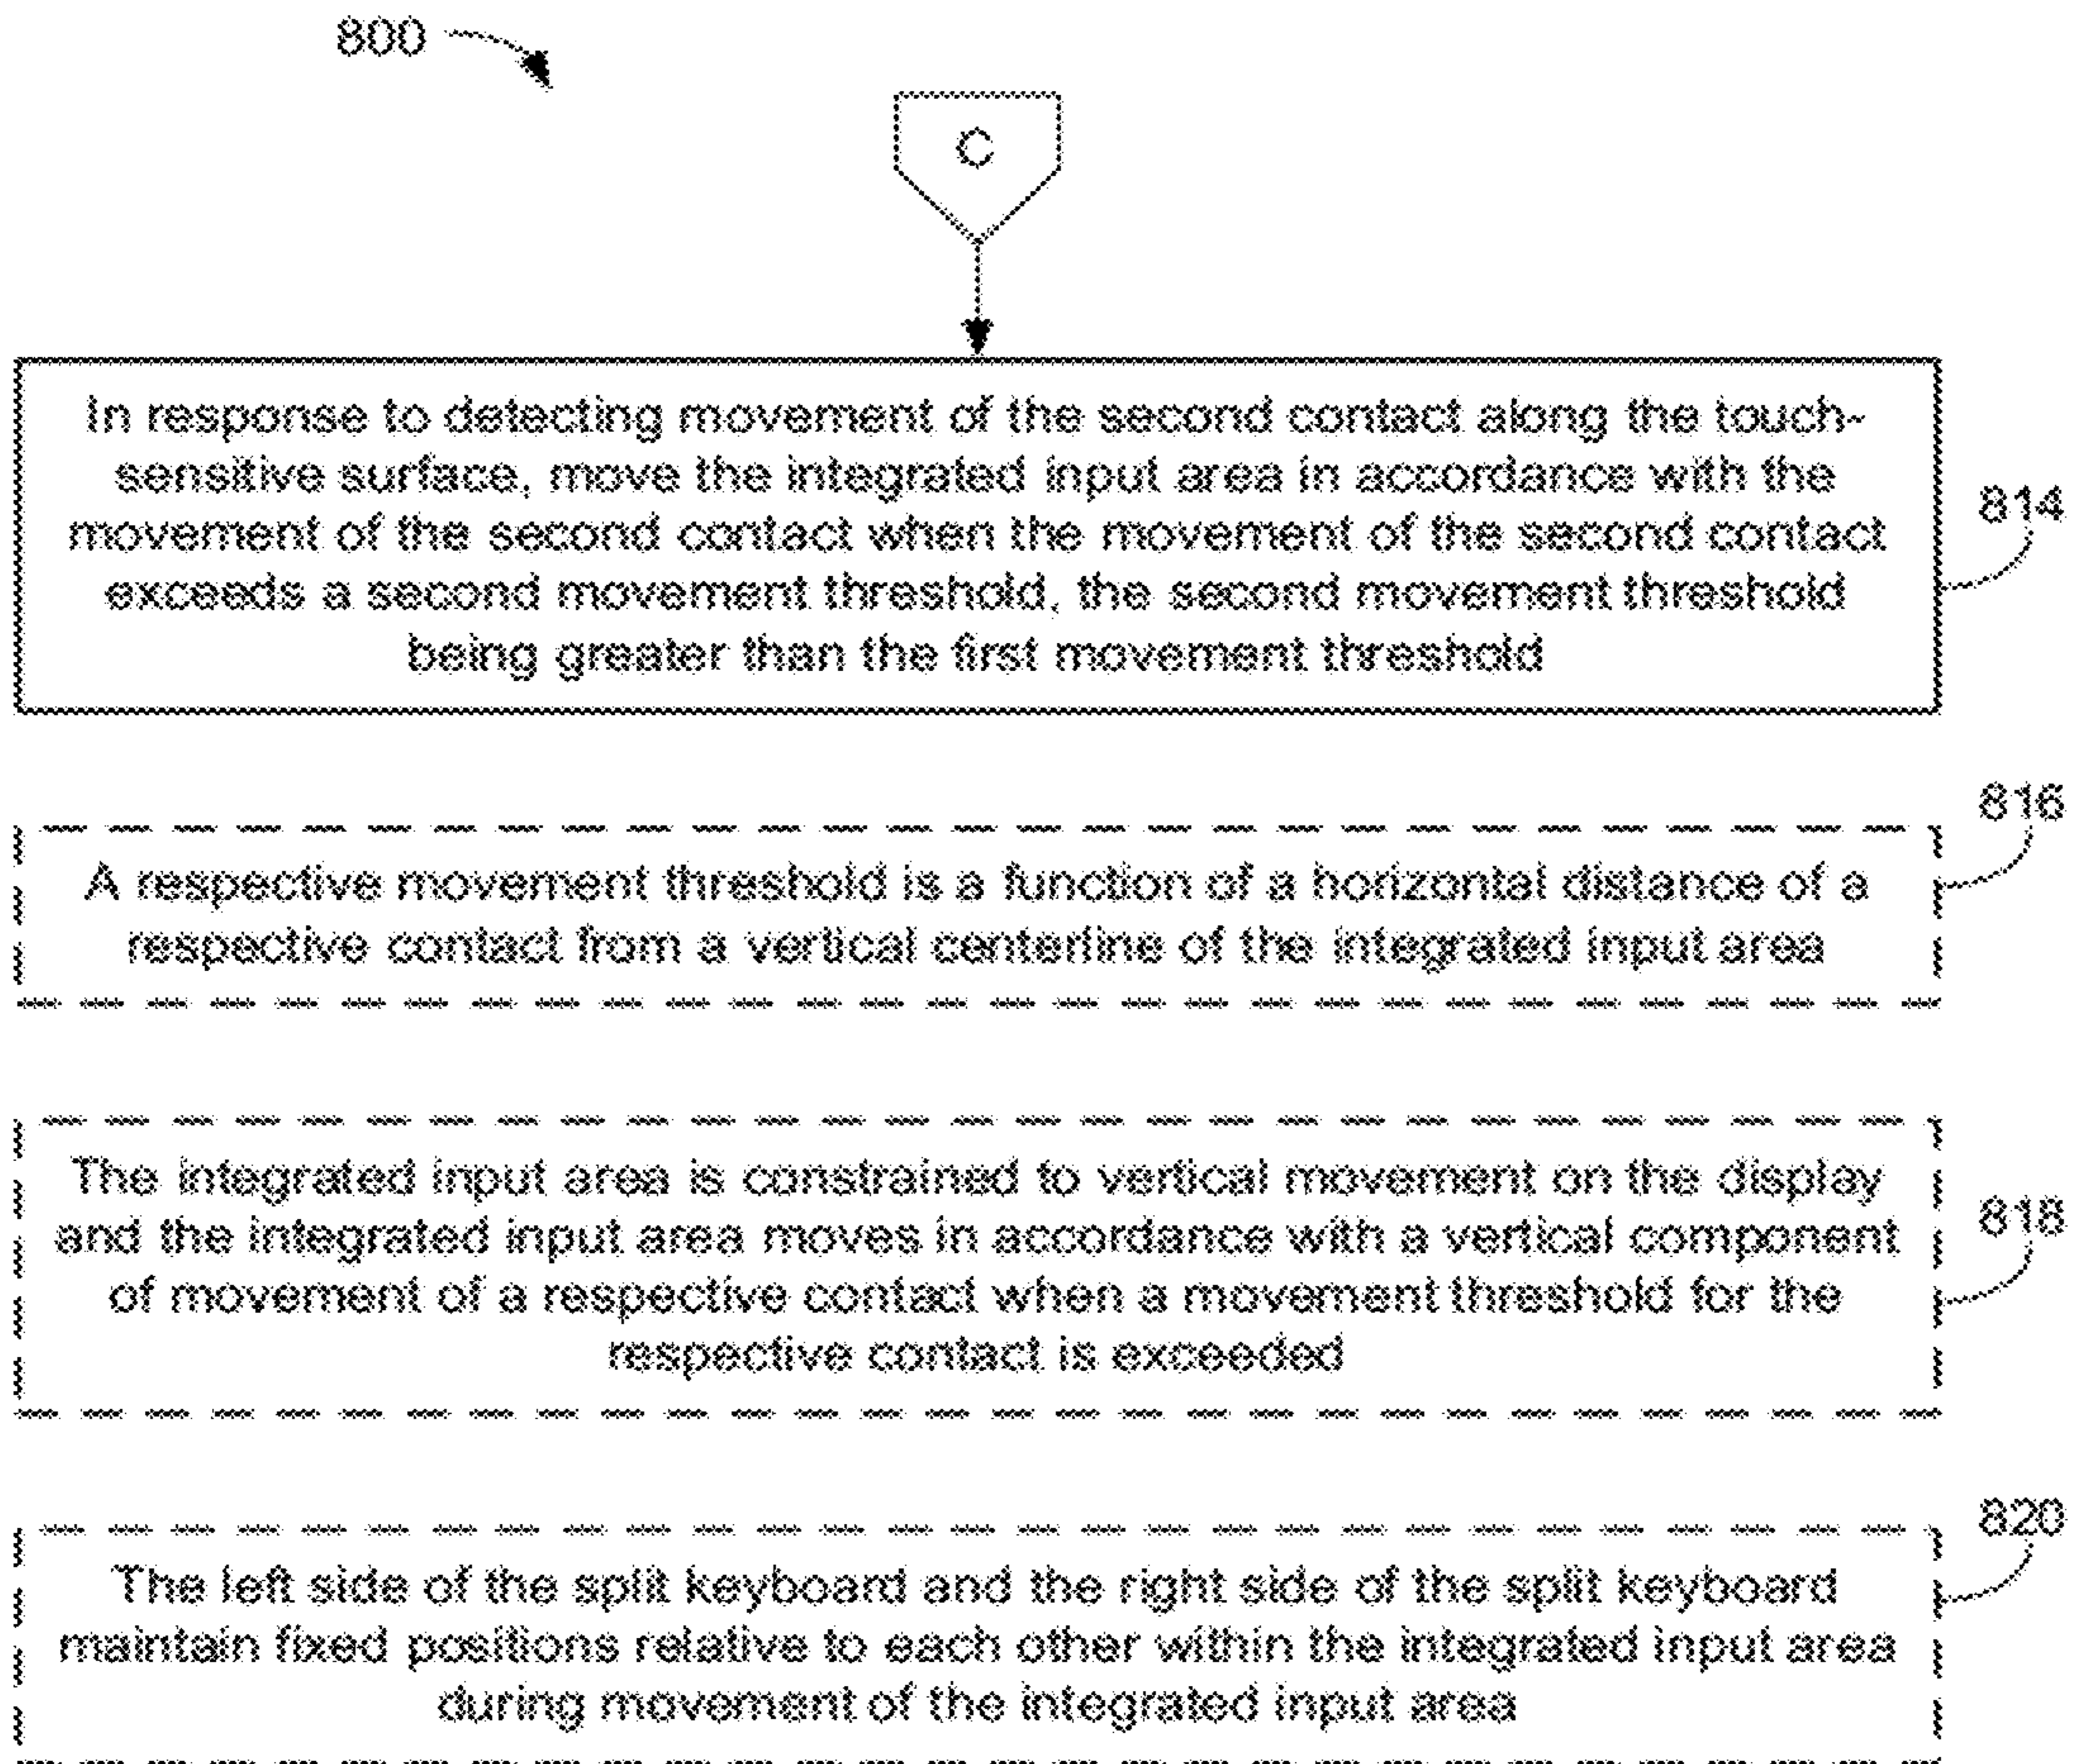 800
C
In response to detecting movement of the second contact along the touch-
sensitive surface, move the integrated input area in accordance with the
movement of the second contact when the movement of the second contact
exceeds a second movement threshold, the second movement threshold
being greater than the first movement threshold
814
816
A respective movement threshold is a function of a horizontal distance of a
respective contact from a vertical centerline of the integrated input area
The integrated input area is constrained to vertical movement on the display
and the integrated input area moves in accordance with a vertical component
of movement of a respective contact when a movement threshold for the
respective contact is exceeded
818
820
The left side of the split keyboard and the right side of the split keyboard
maintain fixed positions relative to each other within the integrated input area
during movement of the integrated input area